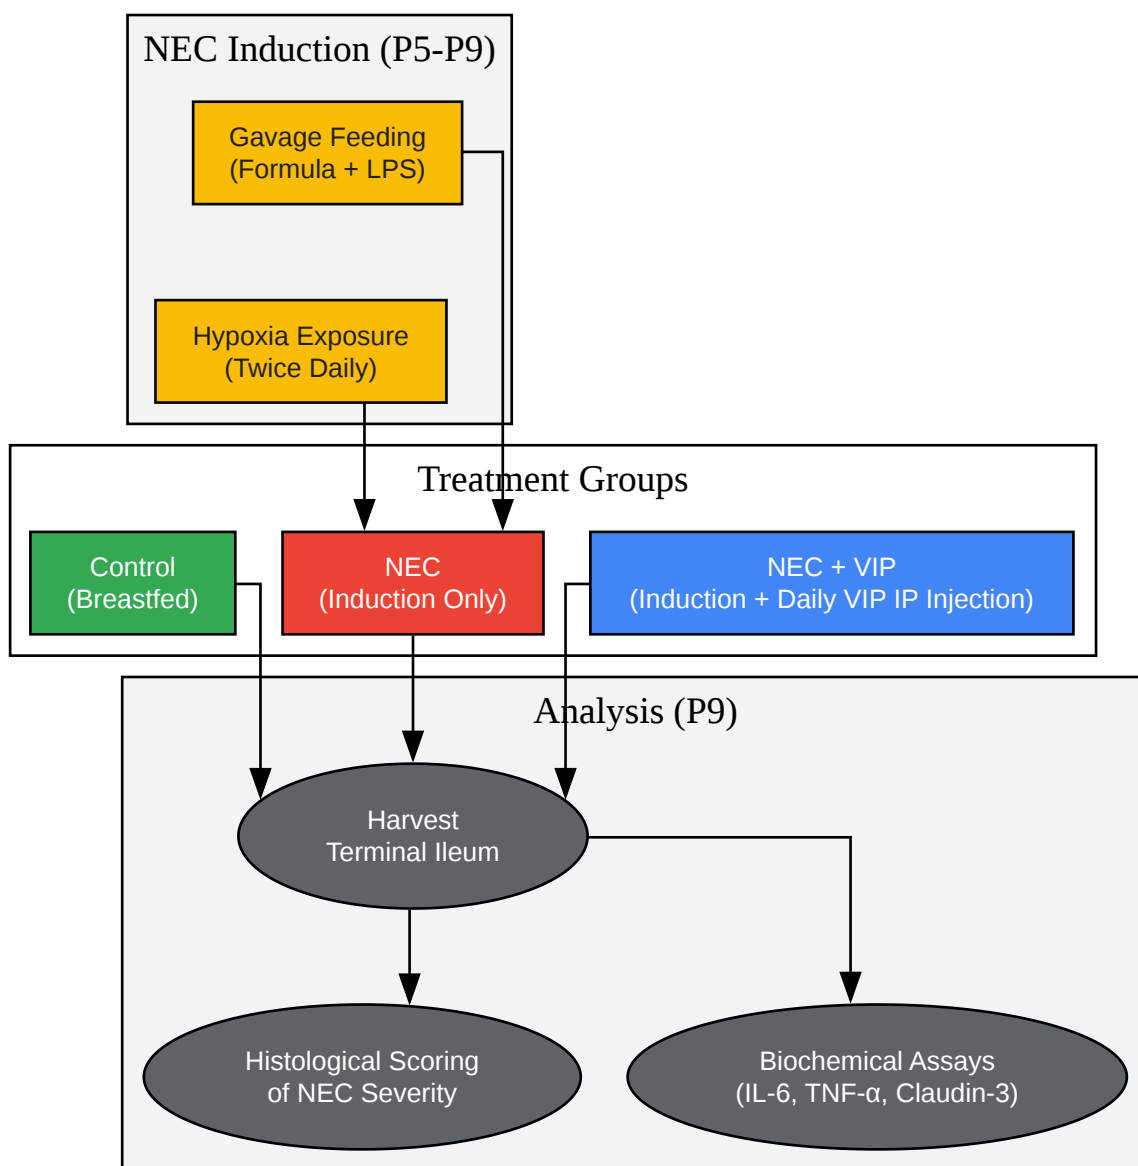 NEC Induction (P5-P9)
Gavage Feeding
(Formula + LPS)
Hypoxia Exposure
(Twice Daily)
Treatment Groups
Control
(Breastfed)
NEC
(Induction Only)
NEC + VIP
(Induction + Daily VIP IP Injection)
Analysis (P9)
Harvest
Terminal Ileum
Histological Scoring
of NEC Severity
Biochemical Assays
(IL-6, TNF-α, Claudin-3)